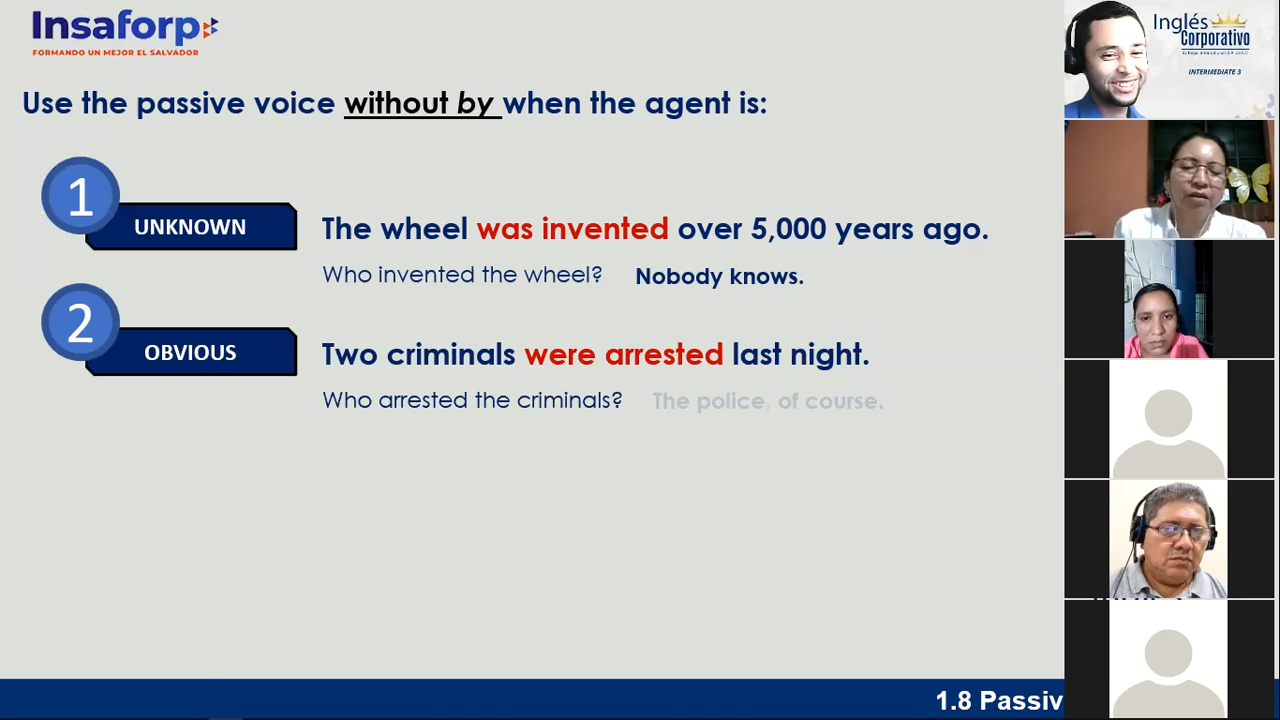 Insaforp
FORMANDO UN MEJOR EL SALVADOR
Use the passive voice without by when the agent is:
1
UNKNOWN
The wheel was invented over 5,000 years ago.
Who invented the wheel? Nobody knows.
2
OBVIOUS
Two criminals were arrested last night.
Who arrested the criminals? The police, of course.
1.8 Passiv
Inglés
Corporativo
INTERMEDIATE 3